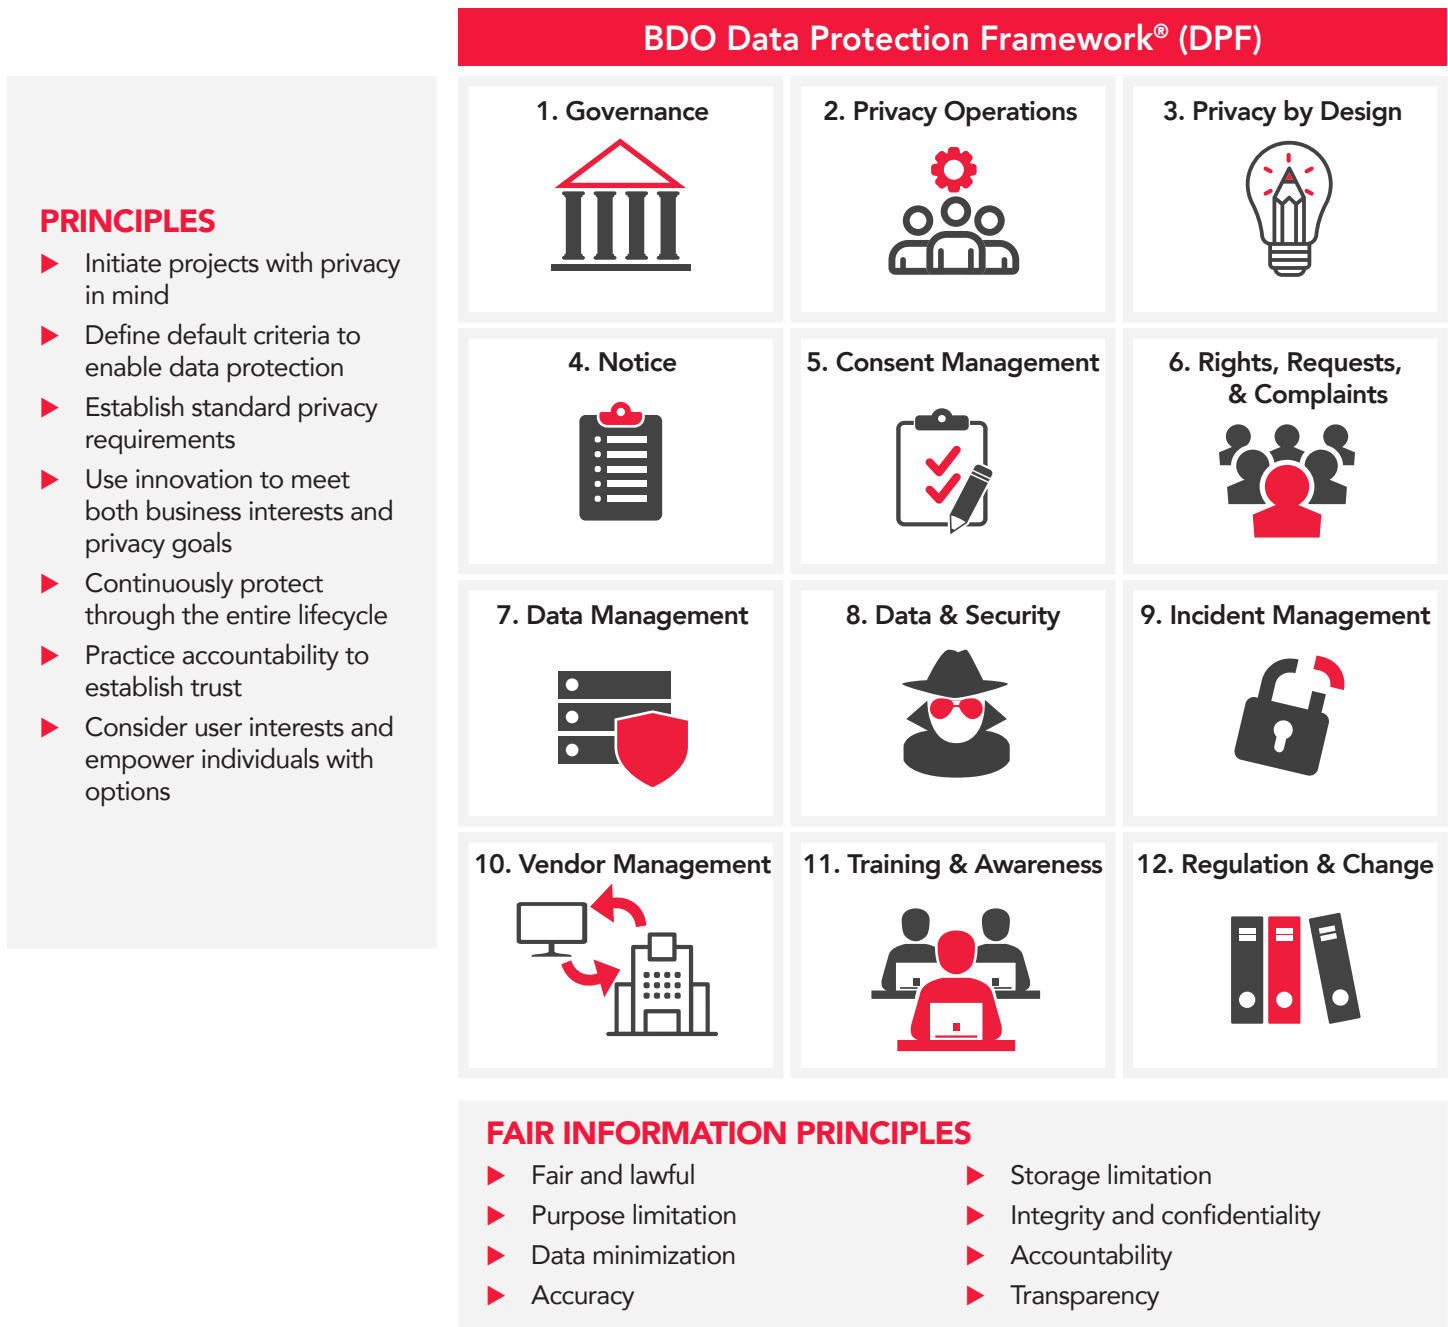 BDO Data Protection Framework® (DPF)
PRINCIPLES
Initiate projects with privacy
in mind
Define default criteria to
enable data protection
Establish standard privacy
requirements
Use innovation to meet
both business interests and
privacy goals
Continuously protect
through the entire lifecycle
Practice accountability to
establish trust
Consider user interests and
empower individuals with
options
1. Governance
2. Privacy Operations
3. Privacy by Design
4. Notice
5. Consent Management
6. Rights, Requests,
& Complaints
7. Data Management
8. Data & Security
9. Incident Management
10. Vendor Management
11. Training & Awareness
12. Regulation & Change
FAIR INFORMATION PRINCIPLES
Fair and lawful
Purpose limitation
Data minimization
Accuracy
Storage limitation
Integrity and confidentiality
Accountability
Transparency